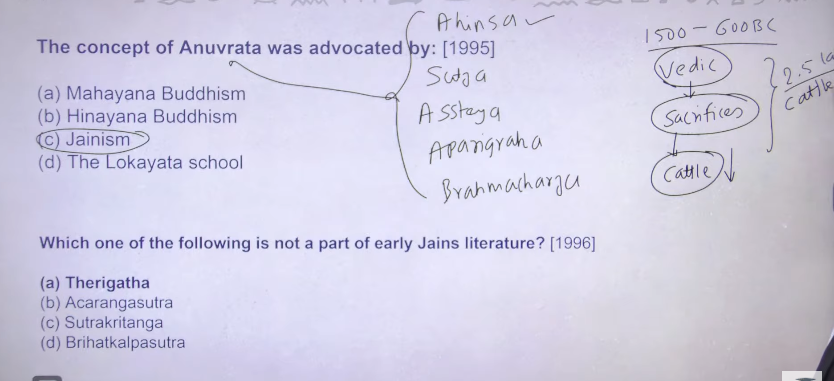 Ahinsa
1500 - 600BC
The concept of Anuvrata was advocated by: [1995]
Vedic
Satya
2.5 la
cattle
(a) Mahayana Buddhism
(b) Hinayana Buddhism
Assteya
Sacrifices
(c) Jainism
Aparigraha
(d) The Lokayata school
Cattle
Brahmacharya
Which one of the following is not a part of early Jains literature? [1996]
(a) Therigatha
(b) Acarangasutra
(c) Sutrakritanga
(d) Brihatkalpasutra